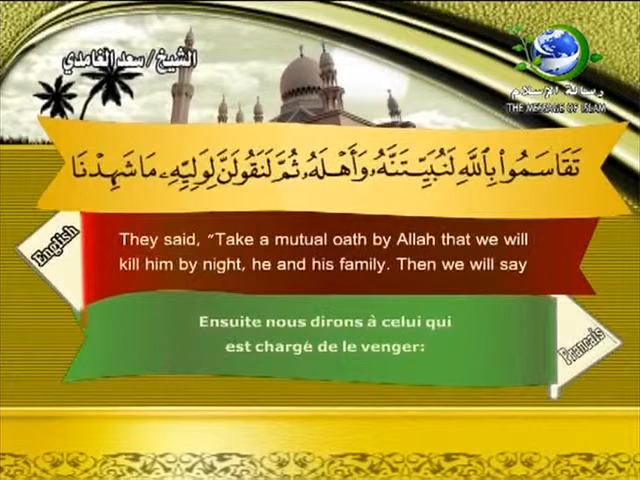 الشيخ / سعد الغامدي
رسالة الإسلام
THE MESSAGE OF ISLAM
تَقَاسَمُوا۟ بِٱللَّهِ لَنُبَيِّتَنَّهُۥ وَأَهْلَهُۥ ثُمَّ لَنَقُولَنَّ لِوَلِيِّهِۦ مَا شَهِدْنَا
English
They said, "Take a mutual oath by Allah that we will
kill him by night, he and his family. Then we will say
Ensuite nous dirons à celui qui
est chargé de le venger:
Francais